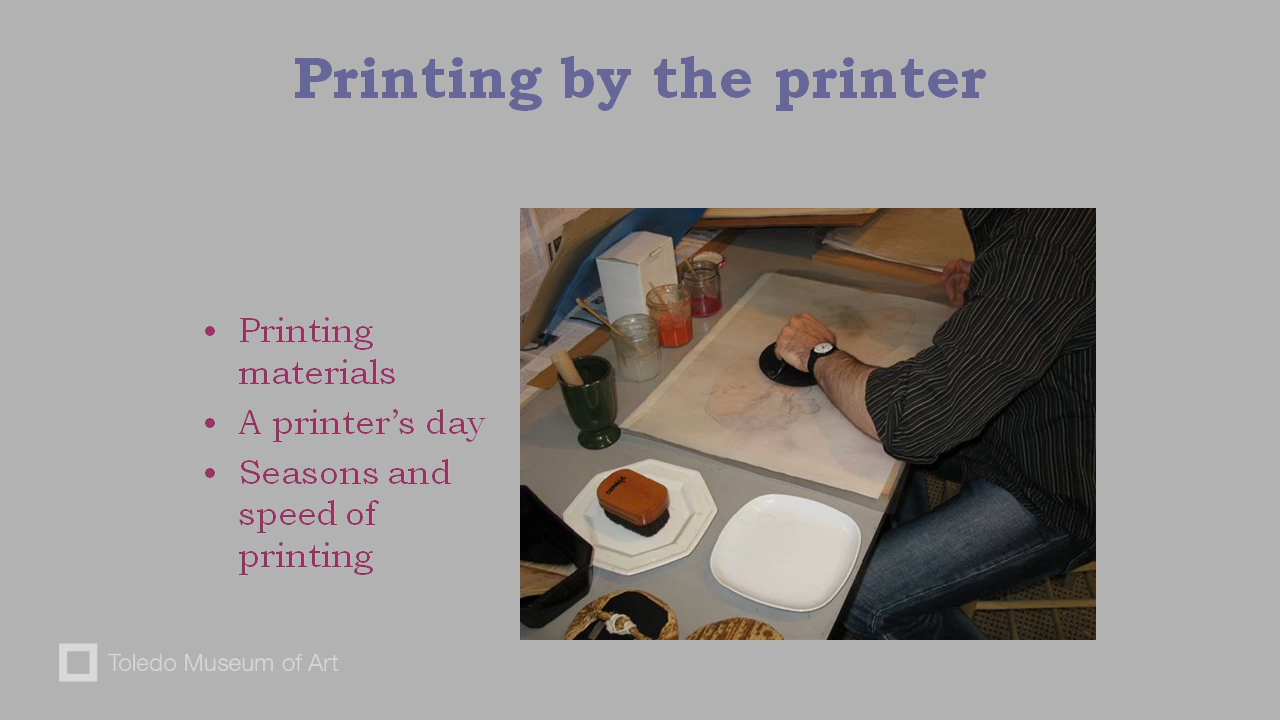 Printing by the printer
• Printing
materials
• A printer’s day
• Seasons and
speed of
printing
Toledo Museum of Art